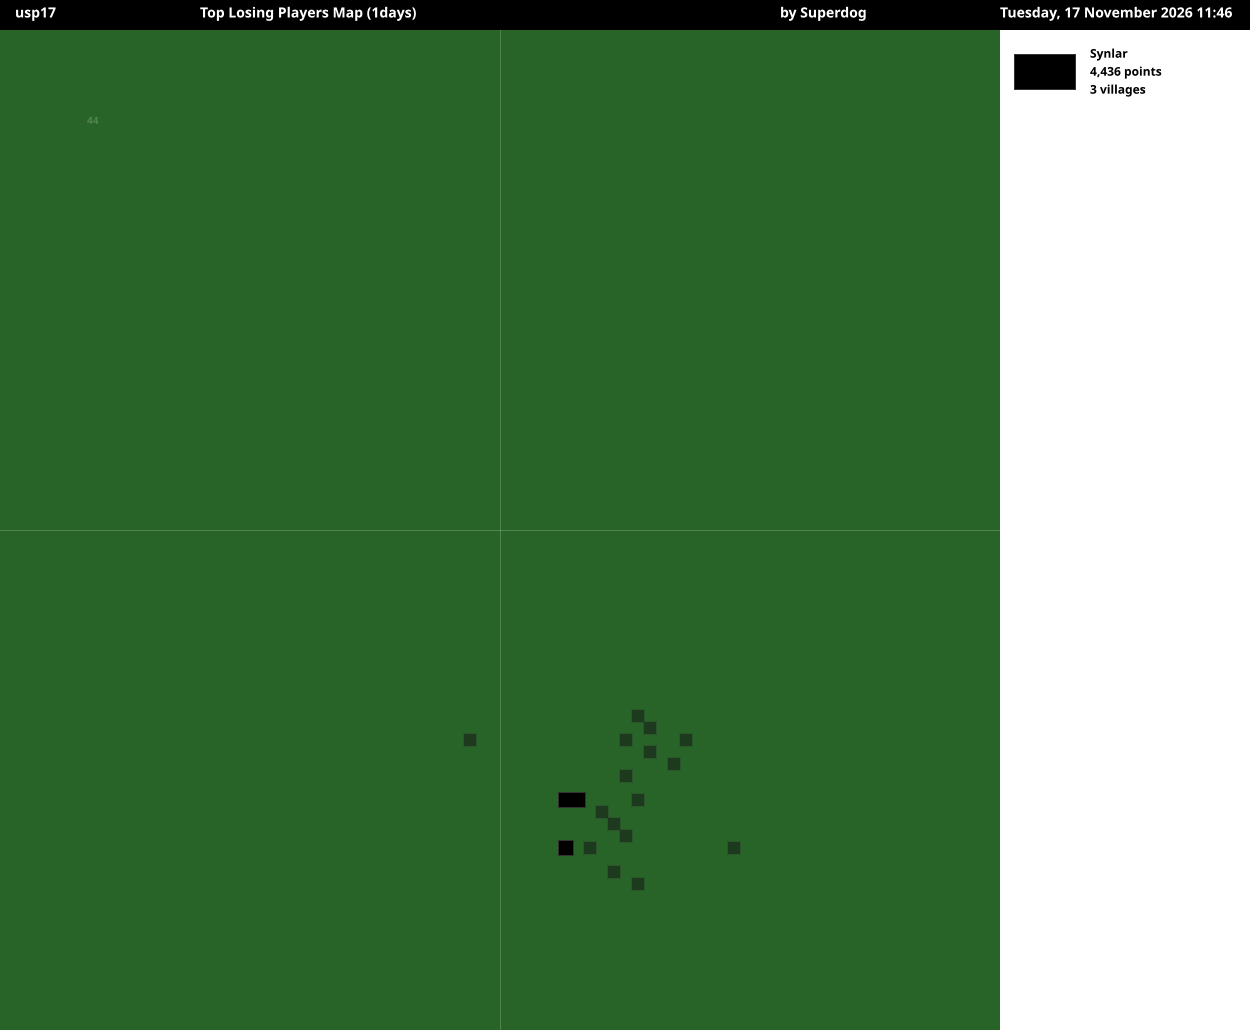 usp17
Top Losing Players Map (1days)
by Superdog
Tuesday, 17 November 2026 11:46
Synlar
4,436 points
3 villages
44